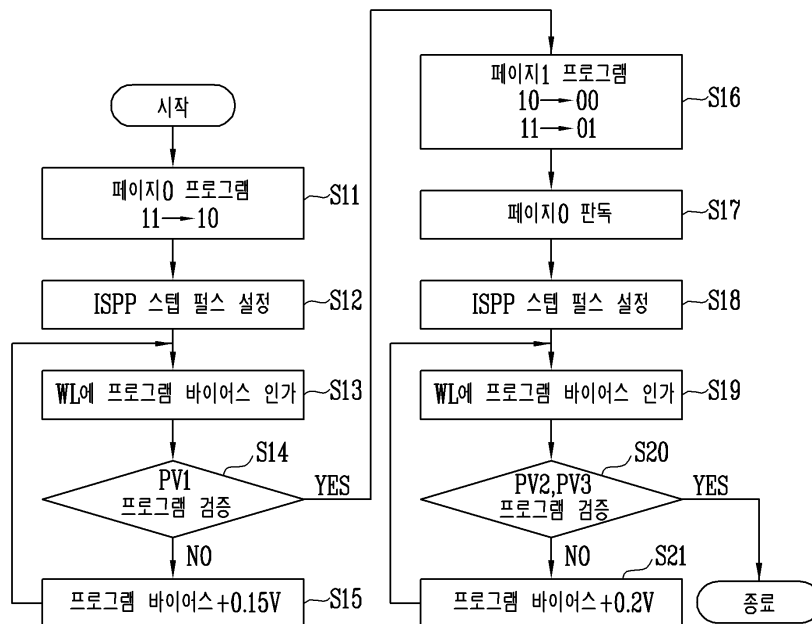 시작
페이지0 프로그램
11→10
S11
ISPP 스텝 펄스 설정
S12
WL에 프로그램 바이어스 인가
S13
PV1
프로그램 검증
S14
YES
NO
프로그램 바이어스+0.15V
S15
페이지1 프로그램
10→00
11→01
S16
페이지0 판독
S17
ISPP 스텝 펄스 설정
S18
WL에 프로그램 바이어스 인가
S19
PV2,PV3
프로그램 검증
S20
YES
NO
프로그램 바이어스+0.2V
S21
종료